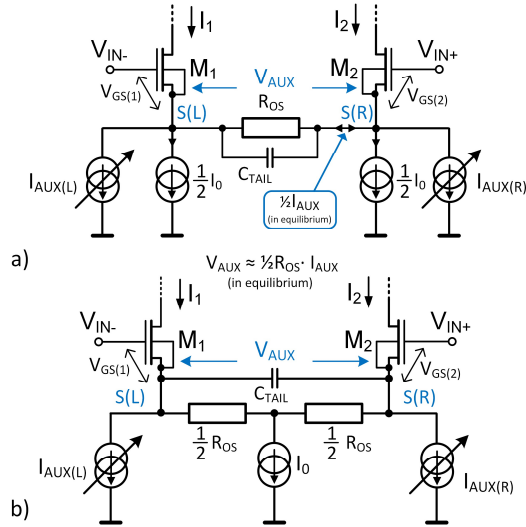 I1 I2
VIN- VIN+
M1 VAUX M2
VGS(1) VGS(2)
S(L) ROS S(R)
CTAIL
IAUX(L) 1/2 I0 1/2 I0 IAUX(R)
½IAUX
(in equilibrium)
a)
VAUX ≈ ½ROS· IAUX
(in equilibrium)
I1 I2
VIN- VIN+
M1 VAUX M2
VGS(1) VGS(2)
S(L) CTAIL S(R)
1/2 ROS 1/2 ROS
IAUX(L) I0 IAUX(R)
b)